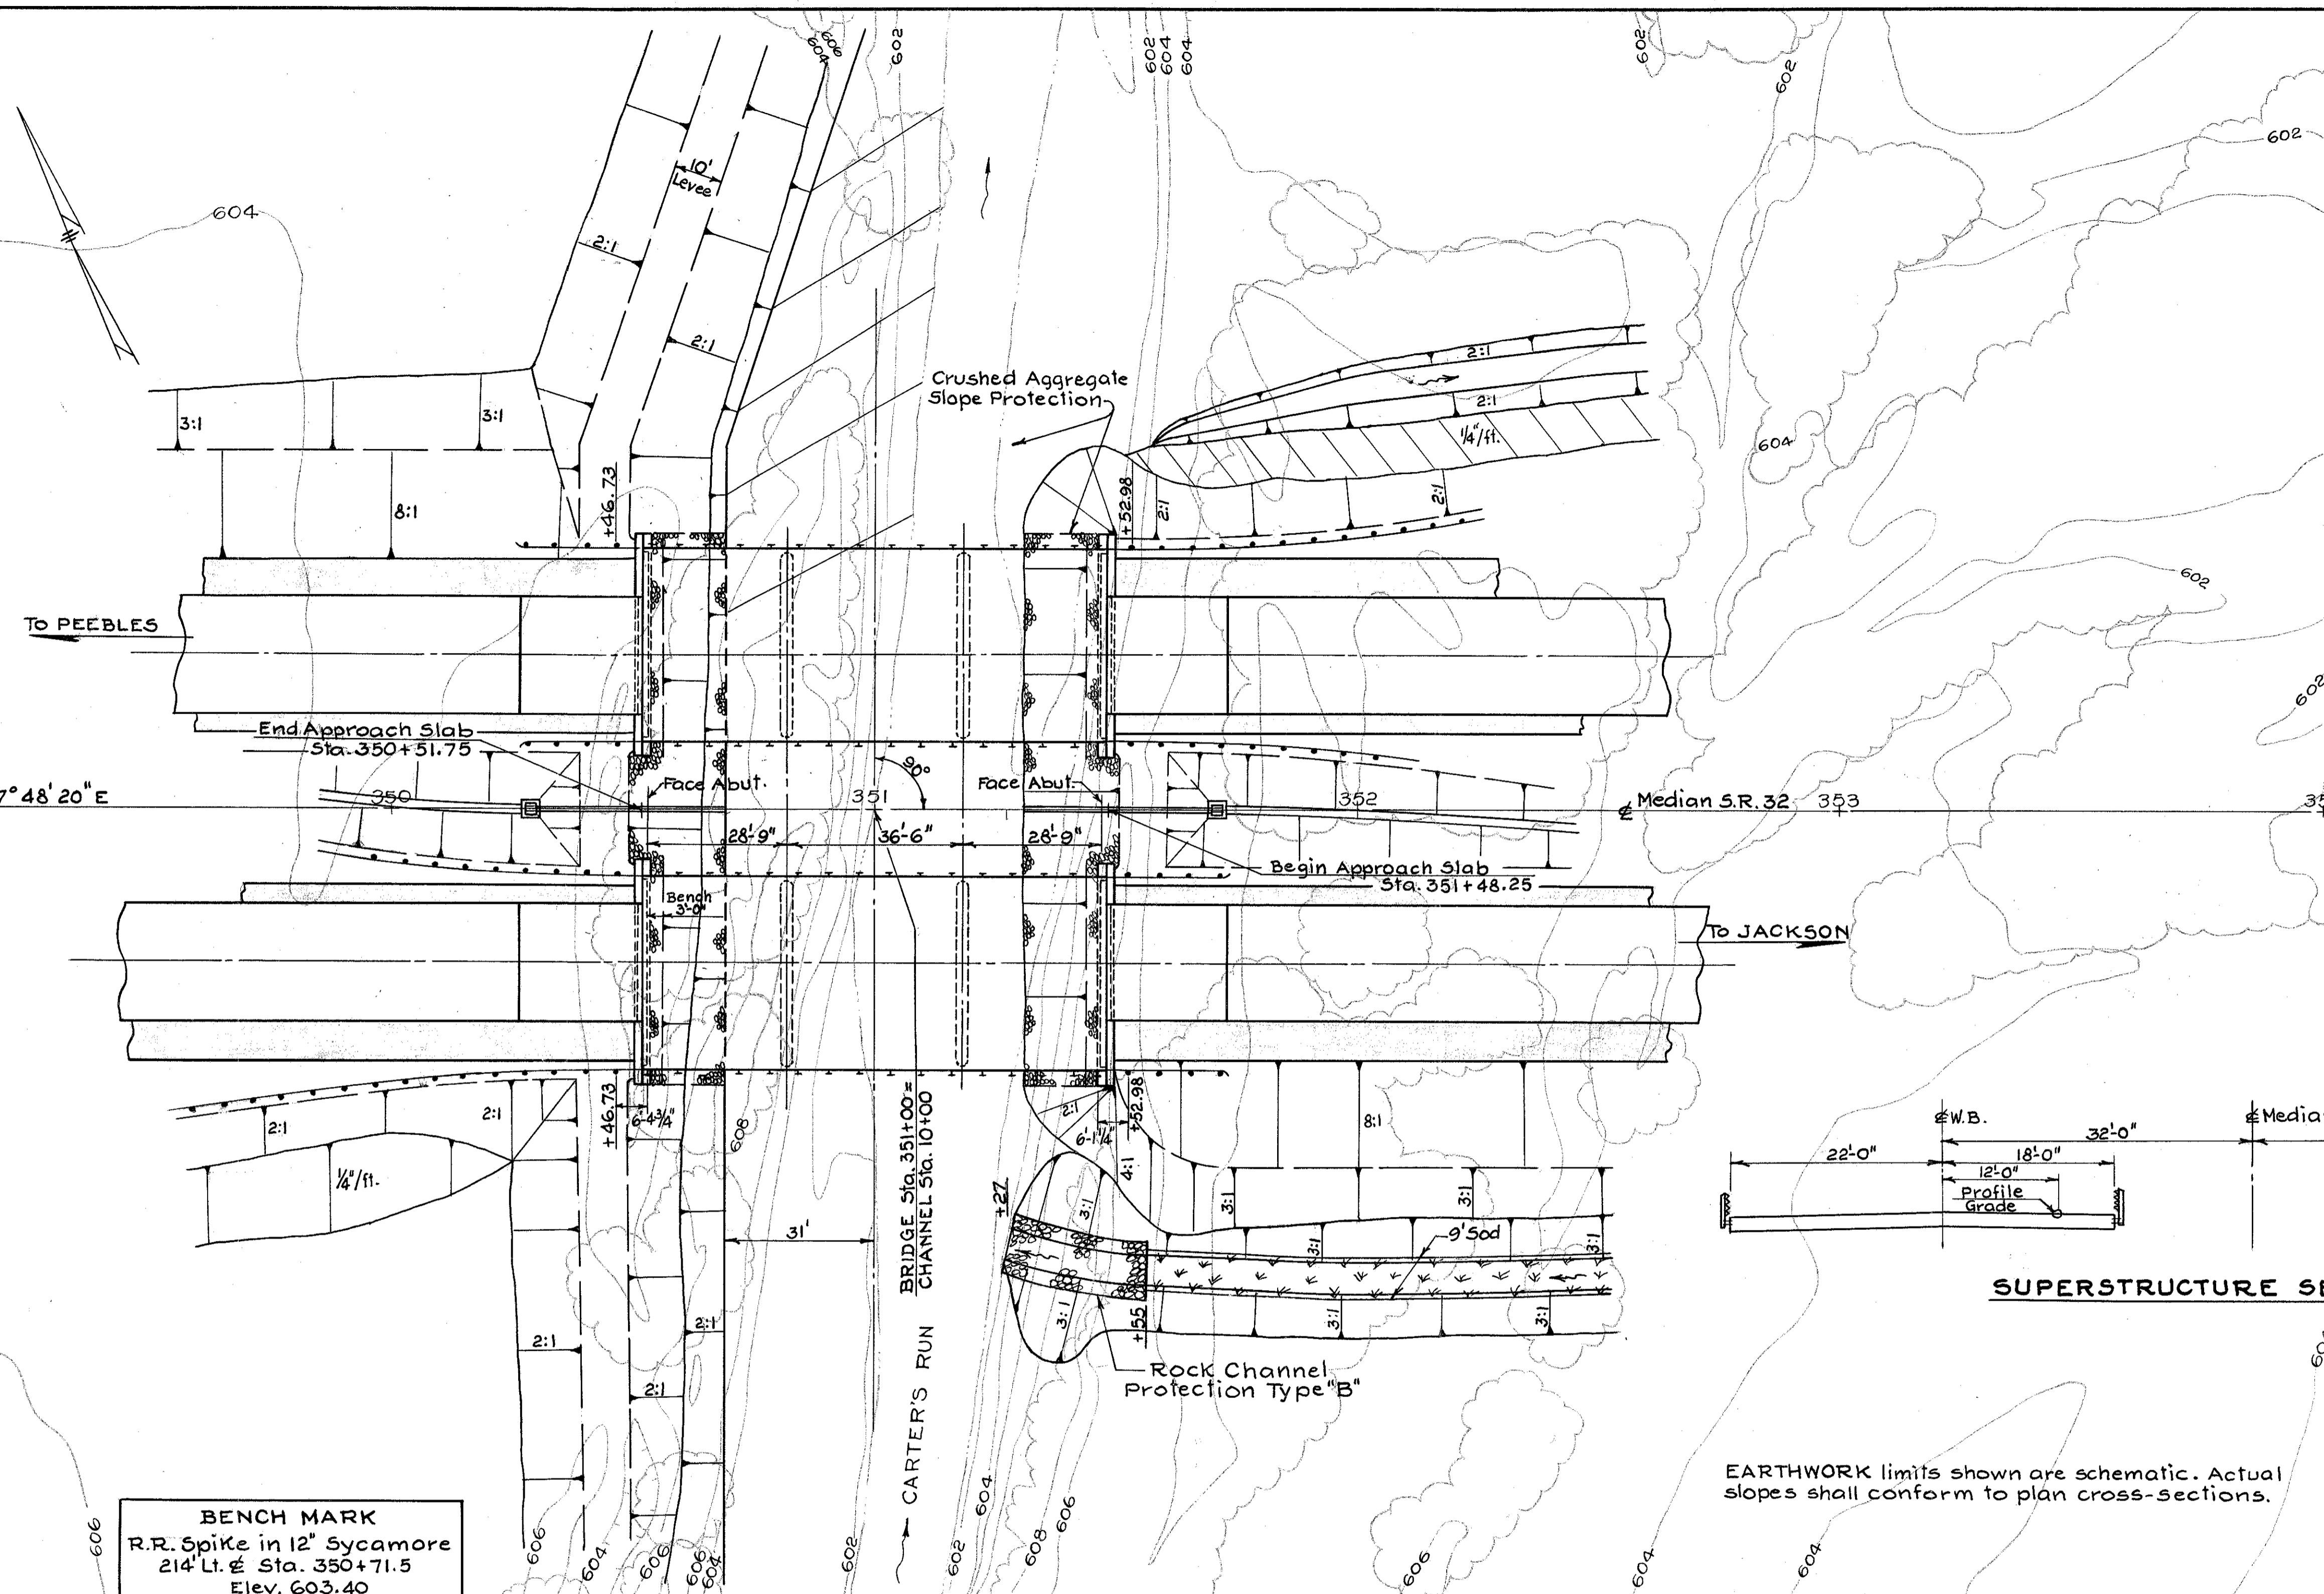 606
604
602
602
604
604
602
602
602
10'
Levee
604
2:1
2:1
2:1
Crushed Aggregate
Slope Protection
2:1
3:1
3:1
1/4"/ft.
604
8:1
+46.73
+52.98
2:1
2:1
602
TO PEEBLES
602
End Approach Slab
Sta. 350+51.75
90°
Face Abut.
Face Abut.
7° 48' 20" E
350
351
352
℄ Median S.R. 32
353
28'-9"
36'-6"
28'-9"
Begin Approach Slab
Sta. 351+48.25
Bench
3'-0"
TO JACKSON
2:1
2:1
+46.73
6'-4 3/4"
608
2:1
6'-1 1/4"
+52.98
8:1
℄ W.B.
℄ Media
32'-0"
22'-0"
18'-0"
12'-0"
Profile
Grade
1/4"/ft.
4:1
+27
3:1
3:1
3:1
31'
BRIDGE Sta. 351+00 =
CHANNEL Sta. 10+00
9' Sod
3:1
3:1
SUPERSTRUCTURE SE
2:1
2:1
3:1
+55
3:1
3:1
2:1
Rock Channel
Protection Type "B"
CARTER'S RUN
EARTHWORK limits shown are schematic. Actual
slopes shall conform to plan cross-sections.
BENCH MARK
R.R. Spike in 12" Sycamore
214' Lt. ℄ Sta. 350+71.5
Elev. 603.40
606
606
604
606
606
604
602
602
604
608
606
606
604
604